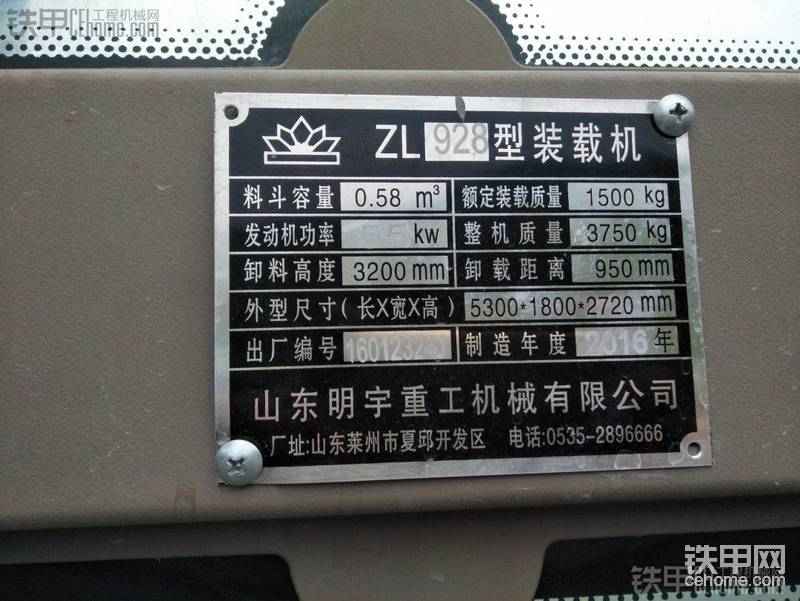 铁甲网 工程机械网
cehome.com
ZL 928 型装载机
料斗容量 0.58 m³ 额定装载质量 1500 kg
发动机功率 55 kw 整机质量 3750 kg
卸料高度 3200 mm 卸载距离 950 mm
外型尺寸(长X宽X高) 5300*1800*2720 mm
出厂编号 制造年度 2016 年
山东明宇重工机械有限公司
厂址:山东莱州市夏邱开发区 电话:0535-2896666
铁甲网
cehome.com